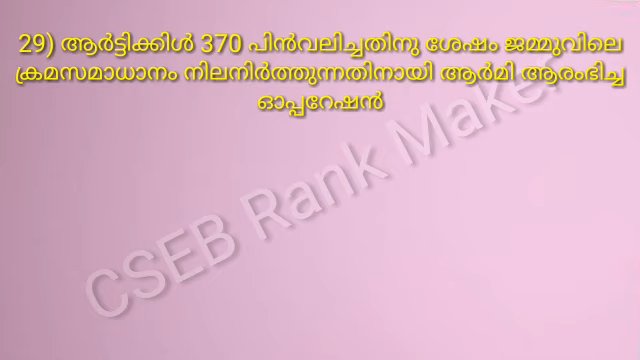 29) ആർട്ടിക്കിൾ 370 പിൻവലിച്ചതിനു ശേഷം ജമ്മുവിലെ
ക്രമസമാധാനം നിലനിർത്തുന്നതിനായി ആർമി ആരംഭിച്ച
ഓപ്പറേഷൻ
CSEB Rank Maker